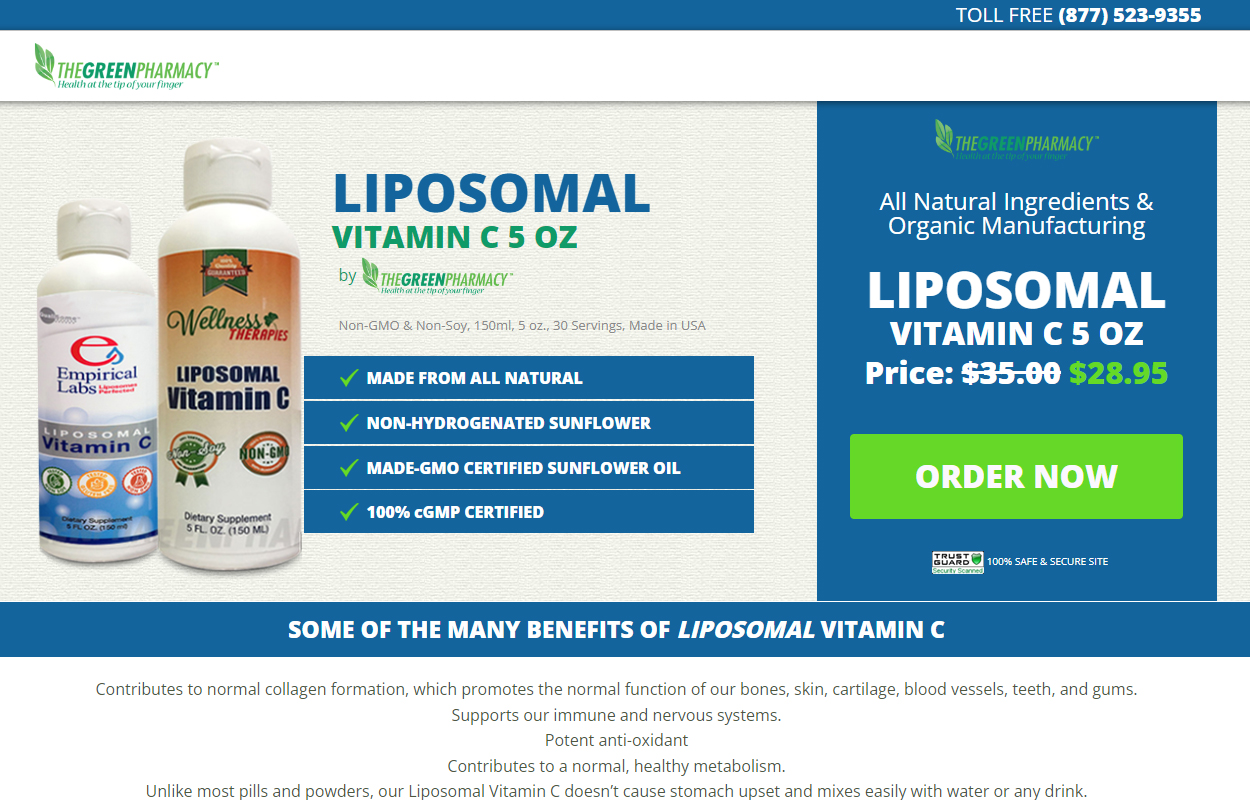 TOLL FREE (877) 523-9355
THEGREENPHARMACY™
Health at the tip of your finger
LIPOSOMAL
VITAMIN C 5 OZ
by THEGREENPHARMACY™
Health at the tip of your finger
Non-GMO & Non-Soy, 150ml, 5 oz., 30 Servings, Made in USA
MADE FROM ALL NATURAL
NON-HYDROGENATED SUNFLOWER
MADE-GMO CERTIFIED SUNFLOWER OIL
100% cGMP CERTIFIED
Empirical
Labs Liposomes
Perfected
LIPOSOMAL
Vitamin C
Dietary Supplement
5 FL. OZ. (150 ml)
100%
Quality
GUARANTEED
Wellness
THERAPIES
LIPOSOMAL
Vitamin C
Non-Soy
NON-GMO
Dietary Supplement
5 FL. OZ. (150 ML)
THEGREENPHARMACY™
Health at the tip of your finger
All Natural Ingredients &
Organic Manufacturing
LIPOSOMAL
VITAMIN C 5 OZ
Price: $35.00 $28.95
ORDER NOW
TRUST
GUARD
Security Scanned
100% SAFE & SECURE SITE
SOME OF THE MANY BENEFITS OF LIPOSOMAL VITAMIN C
Contributes to normal collagen formation, which promotes the normal function of our bones, skin, cartilage, blood vessels, teeth, and gums.
Supports our immune and nervous systems.
Potent anti-oxidant
Contributes to a normal, healthy metabolism.
Unlike most pills and powders, our Liposomal Vitamin C doesn’t cause stomach upset and mixes easily with water or any drink.